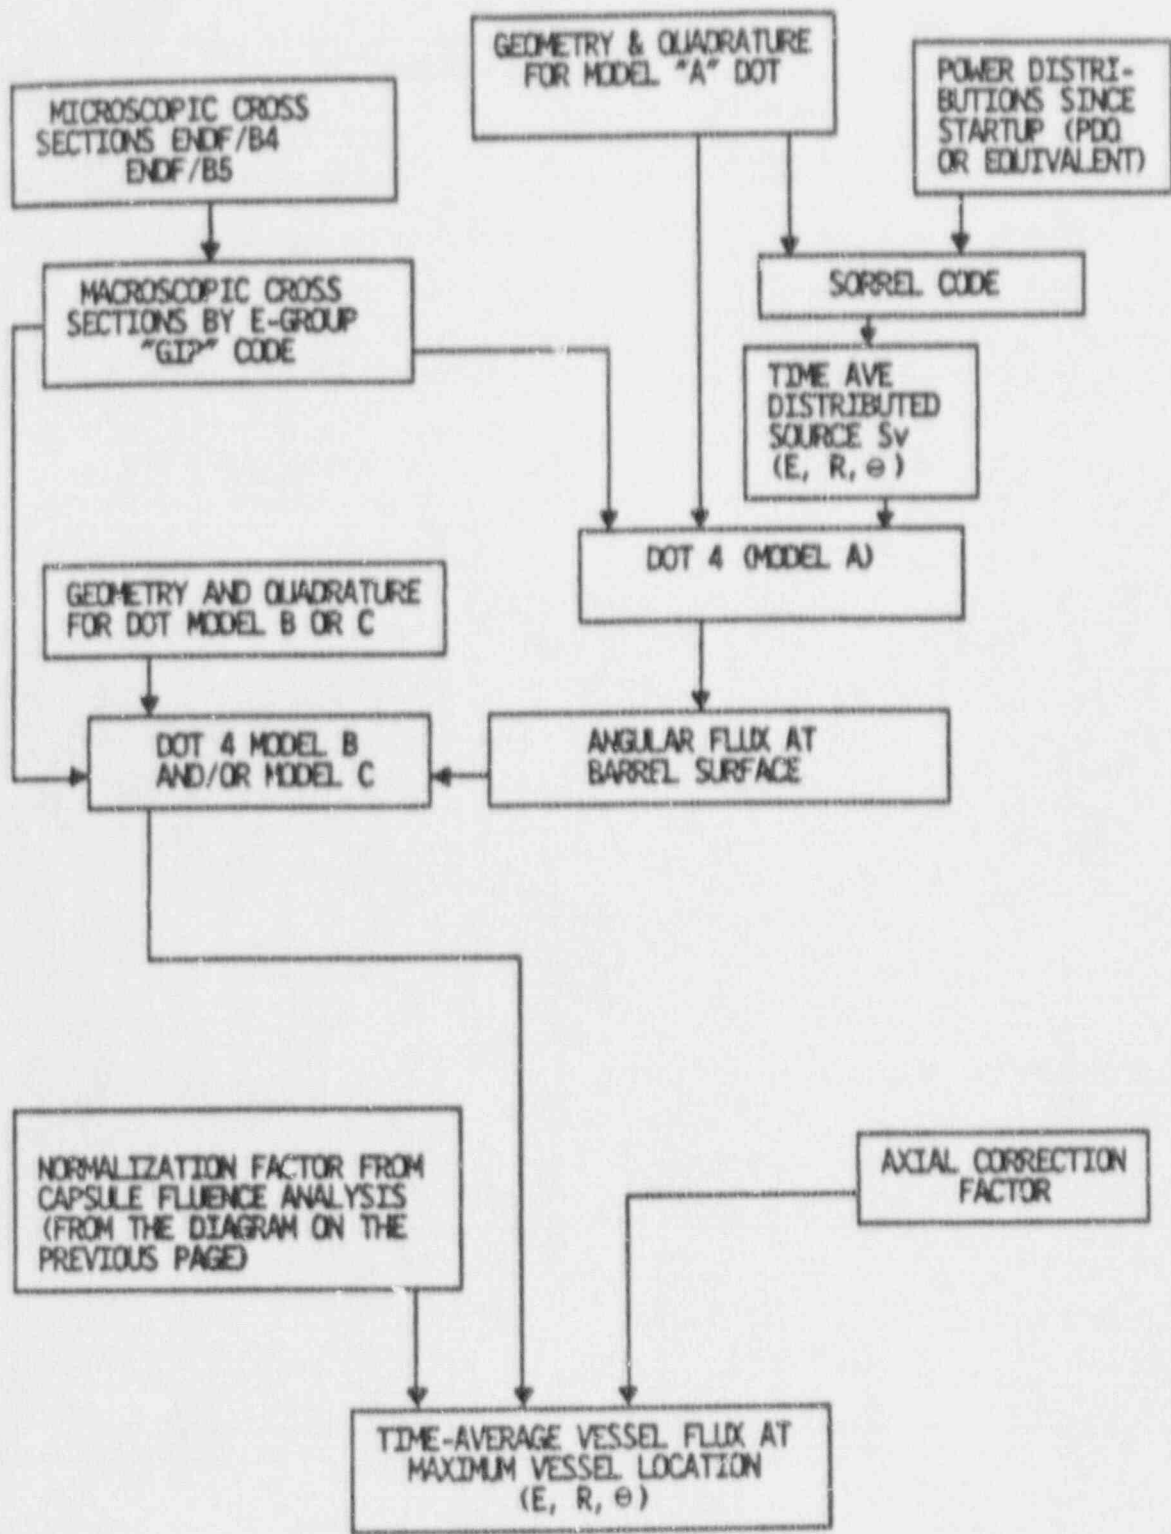 GEOMETRY & QUADRATURE
FOR MODEL "A" DOT
POWER DISTRI-
BUTIONS SINCE
STARTUP (PDQ
OR EQUIVALENT)
MICROSCOPIC CROSS
SECTIONS ENDF/B4
ENDF/B5
MACROSCOPIC CROSS
SECTIONS BY E-GROUP
"GIP" CODE
SORREL CODE
TIME AVE
DISTRIBUTED
SOURCE Sv
(E, R, Θ)
DOT 4 (MODEL A)
GEOMETRY AND QUADRATURE
FOR DOT MODEL B OR C
DOT 4 MODEL B
AND/OR MODEL C
ANGULAR FLUX AT
BARREL SURFACE
NORMALIZATION FACTOR FROM
CAPSULE FLUENCE ANALYSIS
(FROM THE DIAGRAM ON THE
PREVIOUS PAGE)
AXIAL CORRECTION
FACTOR
TIME-AVERAGE VESSEL FLUX AT
MAXIMUM VESSEL LOCATION
(E, R, Θ)